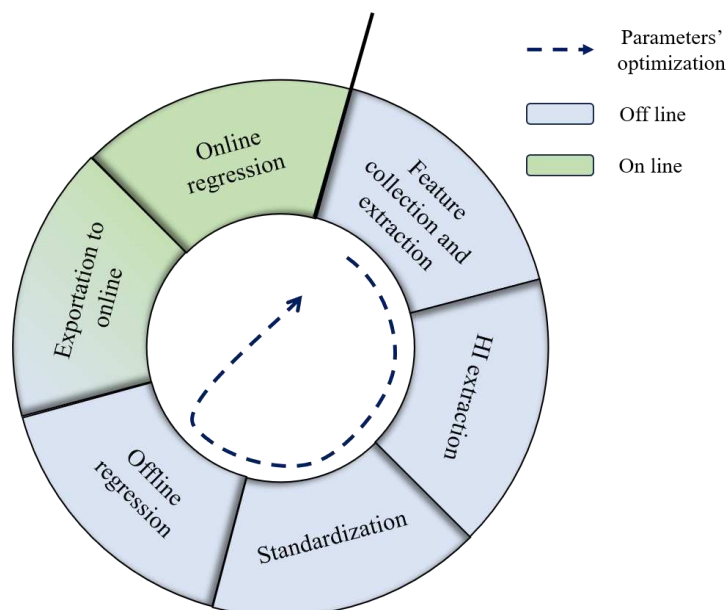 Parameters'
optimization
Off line
On line
Feature
collection and
extraction
HI extraction
Standardization
Offline
regression
Exportation to
online
Online
regression